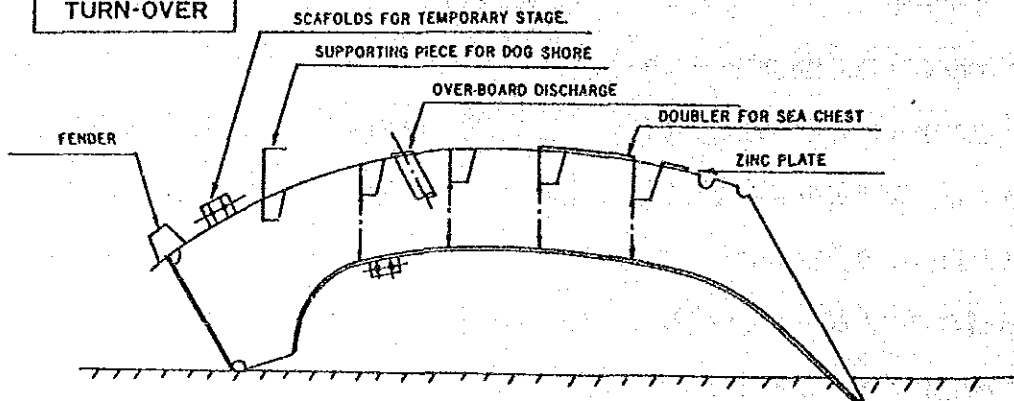 TURN-OVER
SCAFOLDS FOR TEMPORARY STAGE.
SUPPORTING PIECE FOR DOG SHORE
OVER-BOARD DISCHARGE
DOUBLER FOR SEA CHEST
FENDER
ZINC PLATE